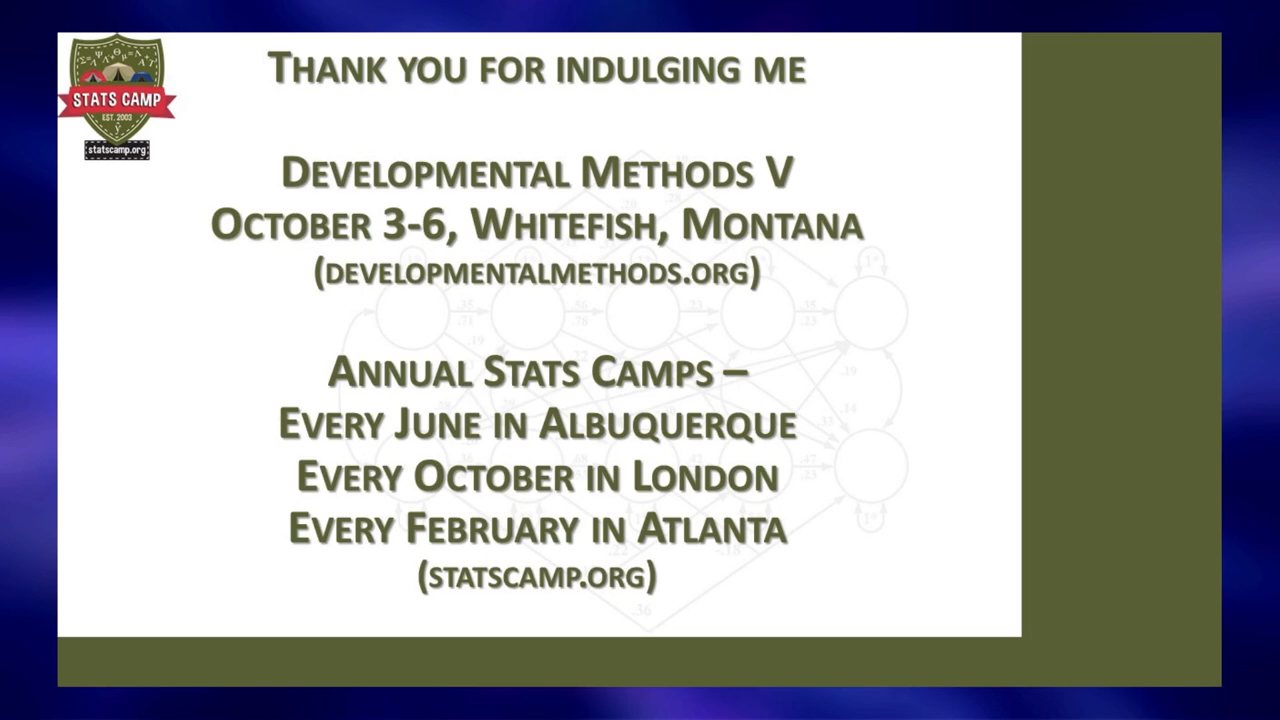 STATS CAMP
EST. 2003
statscamp.org
THANK YOU FOR INDULGING ME
DEVELOPMENTAL METHODS V
OCTOBER 3-6, WHITEFISH, MONTANA
(DEVELOPMENTALMETHODS.ORG)
ANNUAL STATS CAMPS –
EVERY JUNE IN ALBUQUERQUE
EVERY OCTOBER IN LONDON
EVERY FEBRUARY IN ATLANTA
(STATSCAMP.ORG)